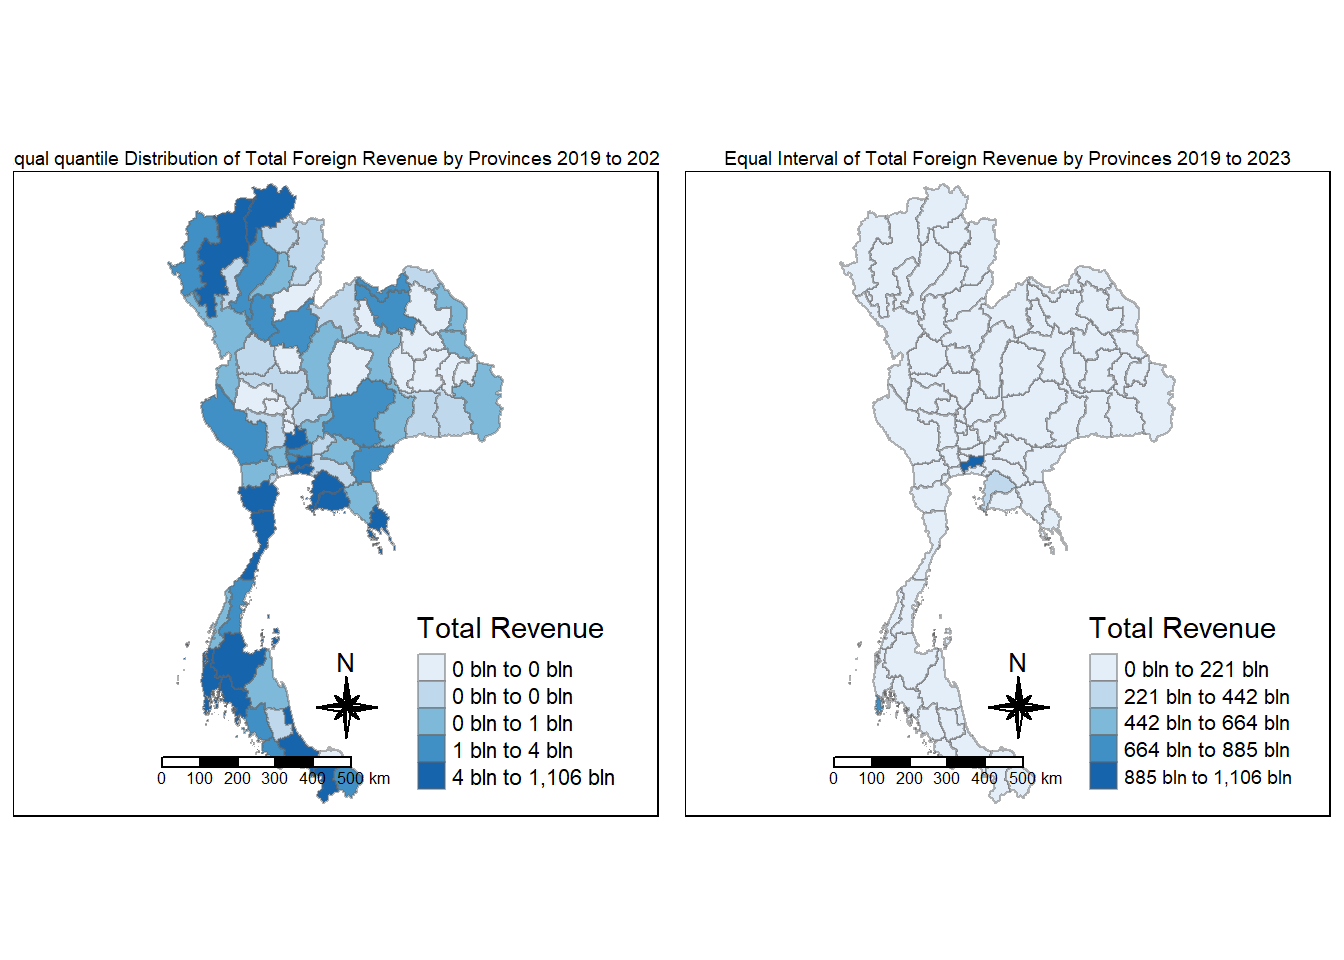 qual quantile Distribution of Total Foreign Revenue by Provinces 2019 to 202
Total Revenue
0 bln to 0 bln
0 bln to 0 bln
0 bln to 1 bln
1 bln to 4 bln
4 bln to 1,106 bln
N
0 100 200 300 400 500 km
Equal Interval of Total Foreign Revenue by Provinces 2019 to 2023
Total Revenue
0 bln to 221 bln
221 bln to 442 bln
442 bln to 664 bln
664 bln to 885 bln
885 bln to 1,106 bln
N
0 100 200 300 400 500 km